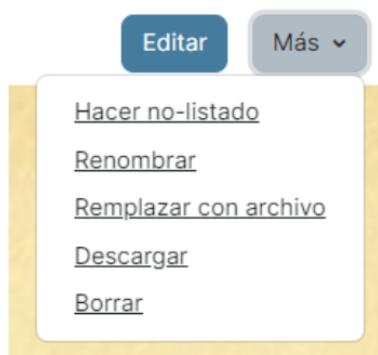 Editar
Más
Hacer no-listado
Renombrar
Remplazar con archivo
Descargar
Borrar